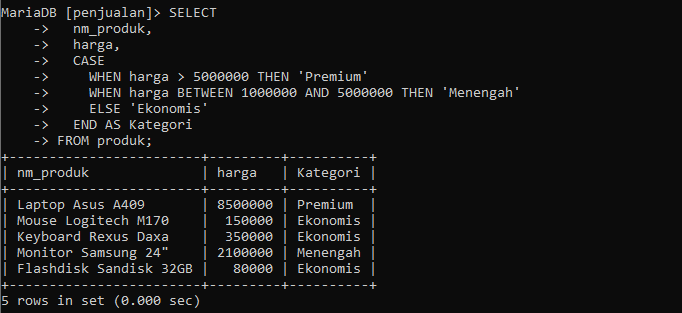 MariaDB [penjualan]> SELECT
    ->   nm_produk,
    ->   harga,
    ->   CASE
    ->     WHEN harga > 5000000 THEN 'Premium'
    ->     WHEN harga BETWEEN 1000000 AND 5000000 THEN 'Menengah'
    ->     ELSE 'Ekonomis'
    ->   END AS Kategori
    -> FROM produk;
+------------------------+---------+----------+
| nm_produk              | harga   | Kategori |
+------------------------+---------+----------+
| Laptop Asus A409       | 8500000 | Premium  |
| Mouse Logitech M170    |  150000 | Ekonomis |
| Keyboard Rexus Daxa    |  350000 | Ekonomis |
| Monitor Samsung 24"    | 2100000 | Menengah |
| Flashdisk Sandisk 32GB |   80000 | Ekonomis |
+------------------------+---------+----------+
5 rows in set (0.000 sec)